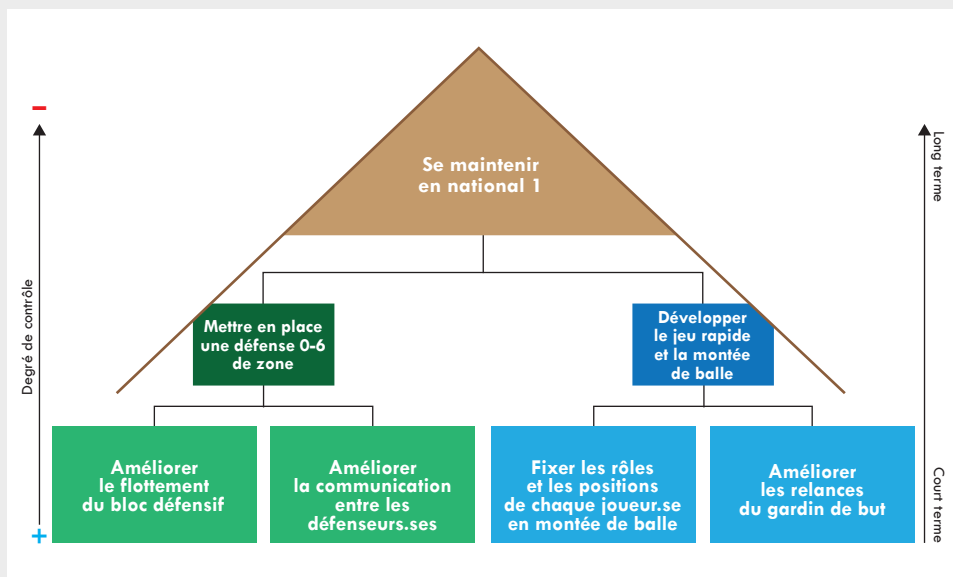 −
Degré de contrôle
+
Se maintenir
en national 1
Mettre en place
une défense 0-6
de zone
Développer
le jeu rapide
et la montée
de balle
Améliorer
le flottement
du bloc défensif
Améliorer
la communication
entre les
défenseurs.ses
Fixer les rôles
et les positions
de chaque joueur.se
en montée de balle
Améliorer
les relances
du gardin de but
Long terme
Court terme